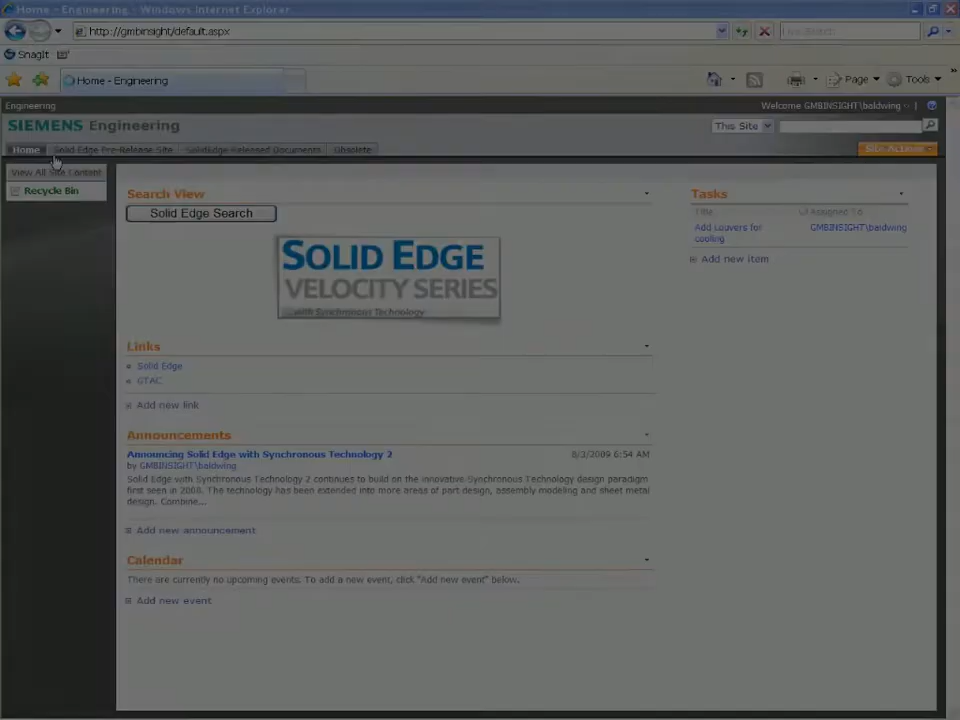 Home - Engineering - Windows Internet Explorer
http://gmbinsight/default.aspx
Live Search
SnagIt
Home - Engineering
Page
Tools
Engineering
Welcome GMBINSIGHT\baldwing
SIEMENS Engineering
This Site
Home
Solid Edge Pre-Release Site
SolidEdge Released Documents
Obsolete
Site Actions
View All Site Content
Recycle Bin
Search View
Solid Edge Search
SOLID EDGE
VELOCITY SERIES
...with Synchronous Technology
Links
Solid Edge
GTAC
Add new link
Announcements
Announcing Solid Edge with Synchronous Technology 2
8/3/2009 6:54 AM
by GMBINSIGHT\baldwing
Solid Edge with Synchronous Technology 2 continues to build on the innovative Synchronous Technology design paradigm
first seen in 2008. The technology has been extended into more areas of part design, assembly modeling and sheet metal
design. Combine...
Add new announcement
Calendar
There are currently no upcoming events. To add a new event, click "Add new event" below.
Add new event
Tasks
Title
Assigned To
Add Louvers for
cooling
GMBINSIGHT\baldwing
Add new item